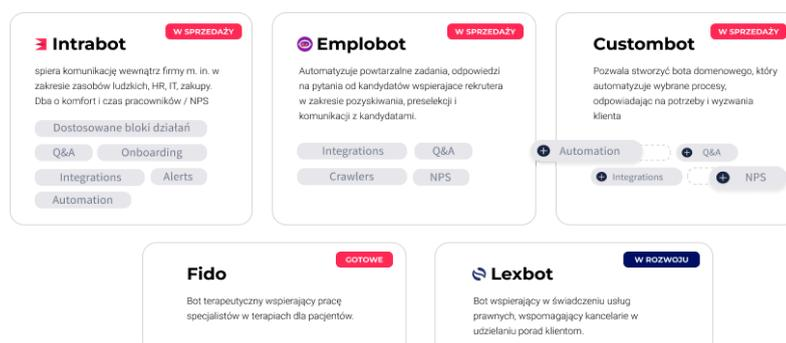 W SPRZEDAŻY
Intrabot
spiera komunikację wewnątrz firmy m. in. w
zakresie zasobów ludzkich, HR, IT, zakupy.
Dba o komfort i czas pracowników / NPS
Dostosowane bloki działań
Q&A
Onboarding
Integrations
Alerts
Automation
W SPRZEDAŻY
Emplobot
Automatyzuje powtarzalne zadania, odpowiedzi
na pytania od kandydatów wspierajace rekrutera
w zakresie pozyskiwania, preselekcji i
komunikacji z kandydatami.
Integrations
Q&A
Crawlers
NPS
W SPRZEDAŻY
Custombot
Pozwala stworzyć bota domenowego, który
automatyzuje wybrane procesy,
odpowiadając na potrzeby i wyzwania
klienta
Automation
Q&A
Integrations
NPS
GOTOWE
Fido
Bot terapeutyczny wspierający pracę
specjalistów w terapiach dla pacjentów.
W ROZWOJU
Lexbot
Bot wspierający w świadczeniu usług
prawnych, wspomagający kancelarie w
udzielaniu porad klientom.